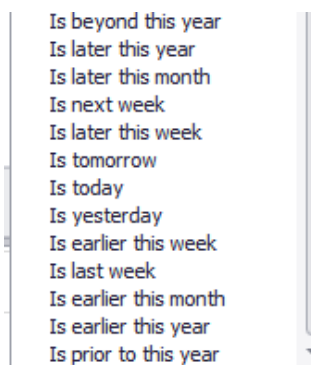 Is beyond this year
Is later this year
Is later this month
Is next week
Is later this week
Is tomorrow
Is today
Is yesterday
Is earlier this week
Is last week
Is earlier this month
Is earlier this year
Is prior to this year